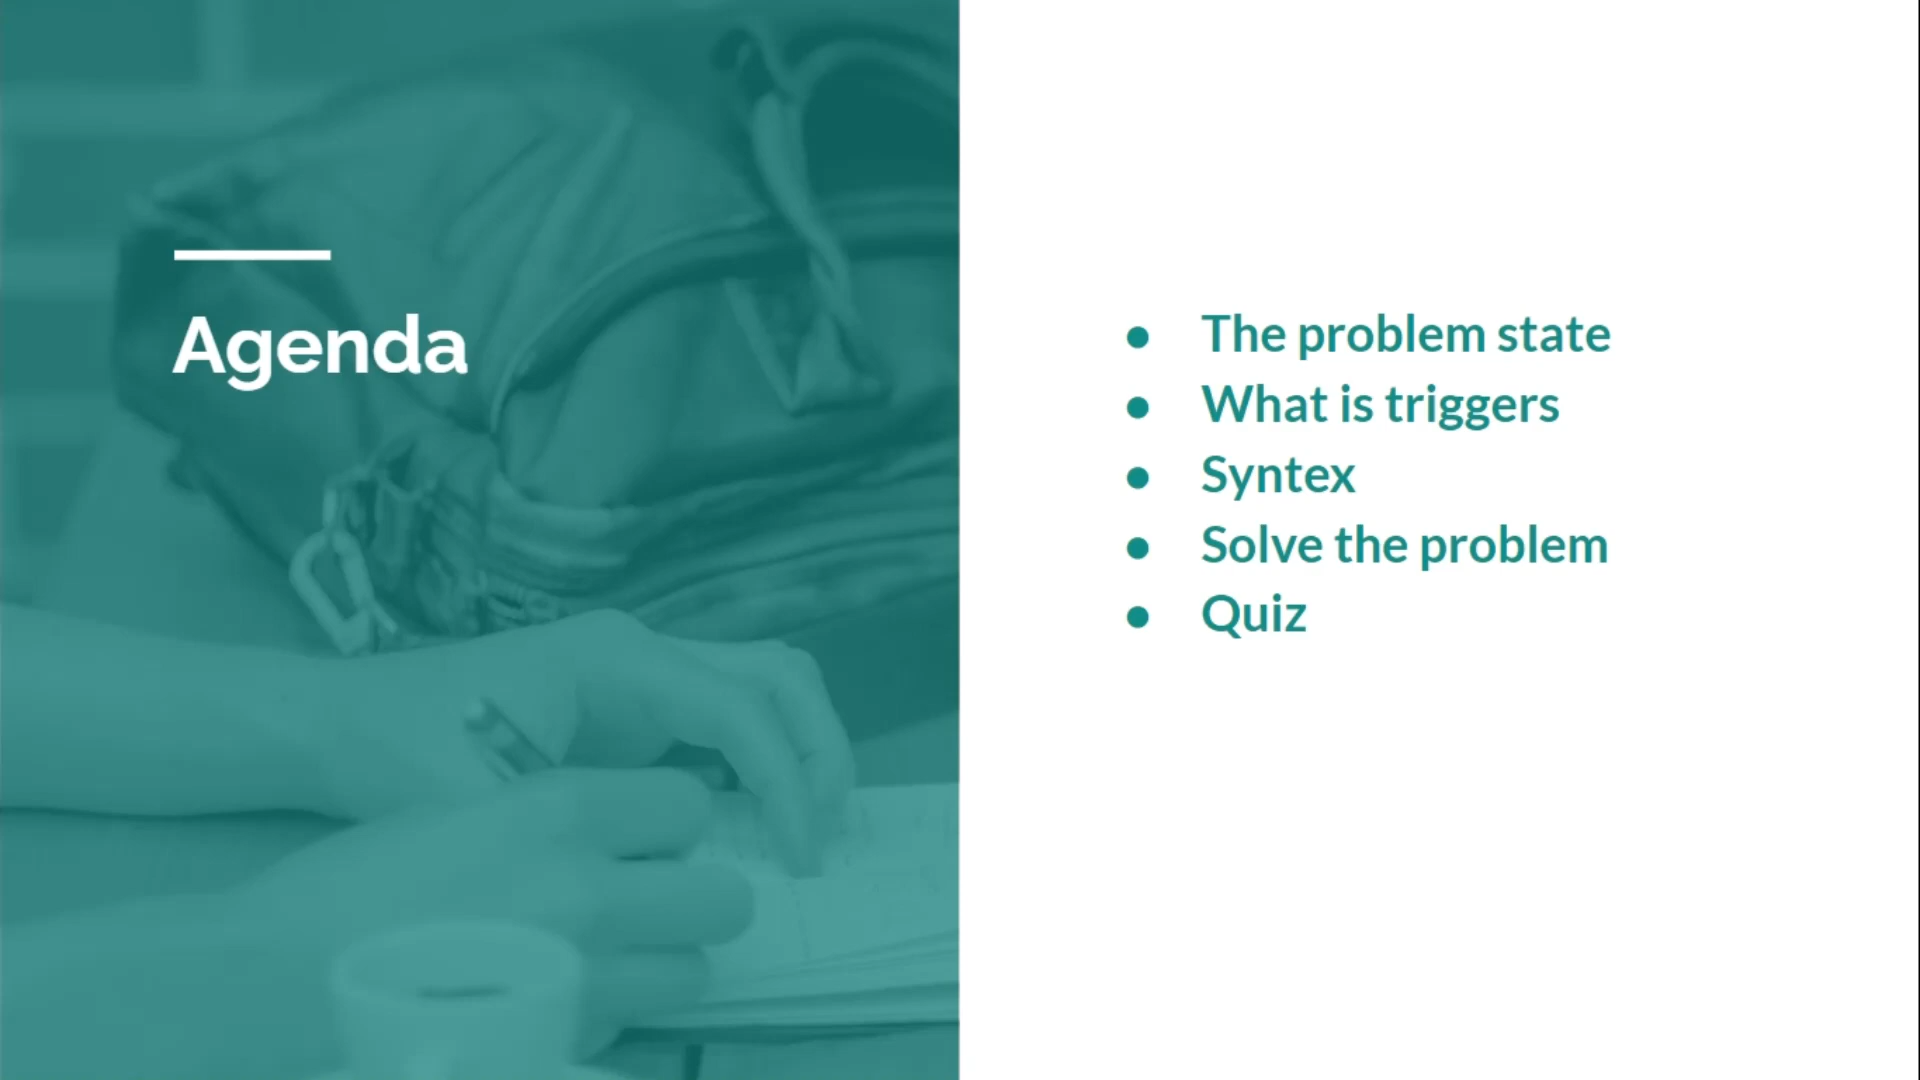 Agenda
● The problem state
● What is triggers
● Syntex
● Solve the problem
● Quiz